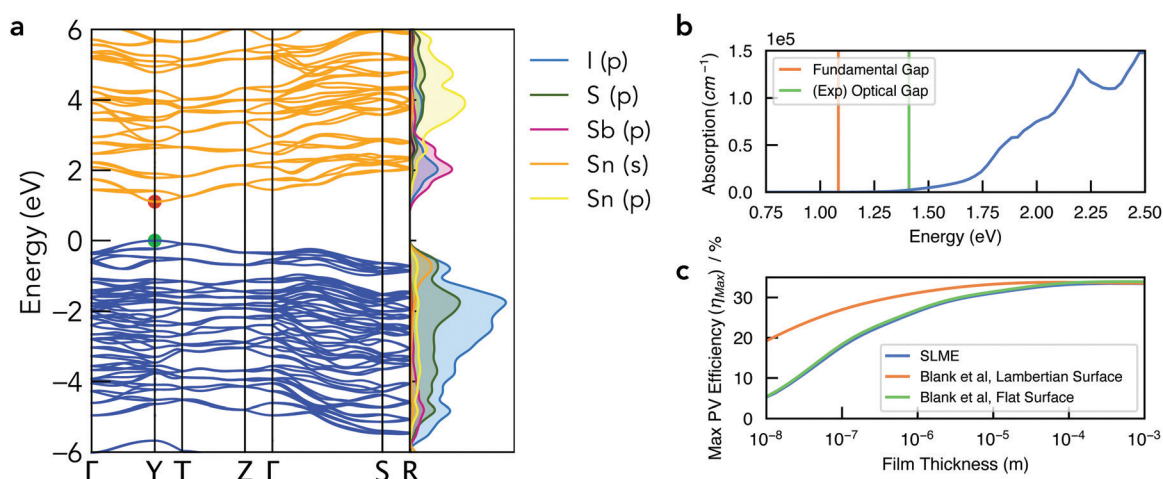 a
6
4
2
0
−2
−4
−6
Energy (eV)
Γ Y T Z Γ S R
I (p)
S (p)
Sb (p)
Sn (s)
Sn (p)
b
1e5
1.5
1.0
0.5
0.0
Absorption (cm⁻¹)
Fundamental Gap
(Exp) Optical Gap
0.75 1.00 1.25 1.50 1.75 2.00 2.25 2.50
Energy (eV)
c
30
20
10
0
Max PV Efficiency (η_Max) / %
SLME
Blank et al, Lambertian Surface
Blank et al, Flat Surface
10⁻⁸ 10⁻⁷ 10⁻⁶ 10⁻⁵ 10⁻⁴ 10⁻³
Film Thickness (m)